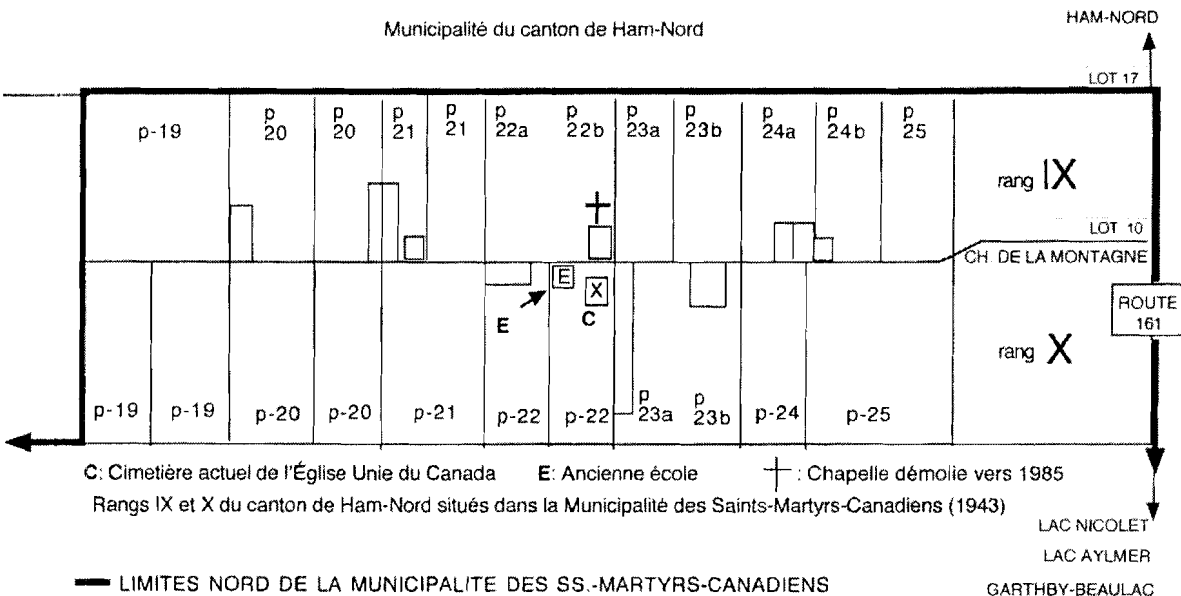 Municipalité du canton de Ham-Nord
HAM-NORD
LOT 17
p-19
p 20
p 20
p 21
p 21
p 22a
p 22b
p 23a
p 23b
p 24a
p 24b
p 25
rang IX
LOT 10
CH. DE LA MONTAGNE
ROUTE 161
E
X
E
C
rang X
p-19
p-19
p-20
p-20
p-21
p-22
p-22
p 23a
p 23b
p-24
p-25
C: Cimetière actuel de l'Église Unie du Canada E: Ancienne école : Chapelle démolie vers 1985
Rangs IX et X du canton de Ham-Nord situés dans la Municipalité des Saints-Martyrs-Canadiens (1943)
LAC NICOLET
LAC AYLMER
GARTHBY-BEAULAC
LIMITES NORD DE LA MUNICIPALITE DES SS.-MARTYRS-CANADIENS